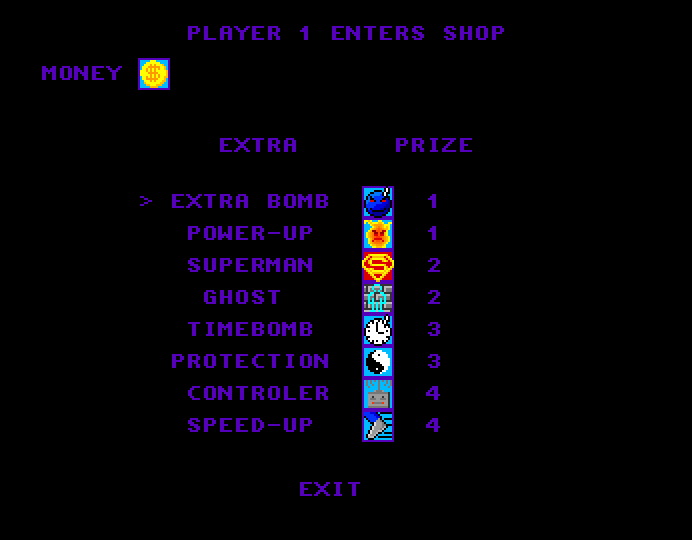 PLAYER 1 ENTERS SHOP
MONEY $
EXTRA PRIZE
> EXTRA BOMB 1
POWER-UP 1
SUPERMAN S 2
GHOST 2
TIMEBOMB 3
PROTECTION 3
CONTROLER 4
SPEED-UP 4
EXIT